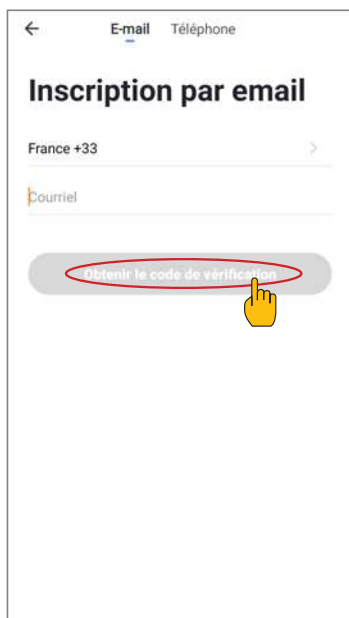 E-mail Téléphone
Inscription par email
France +33
Courriel
Obtenir le code de vérification